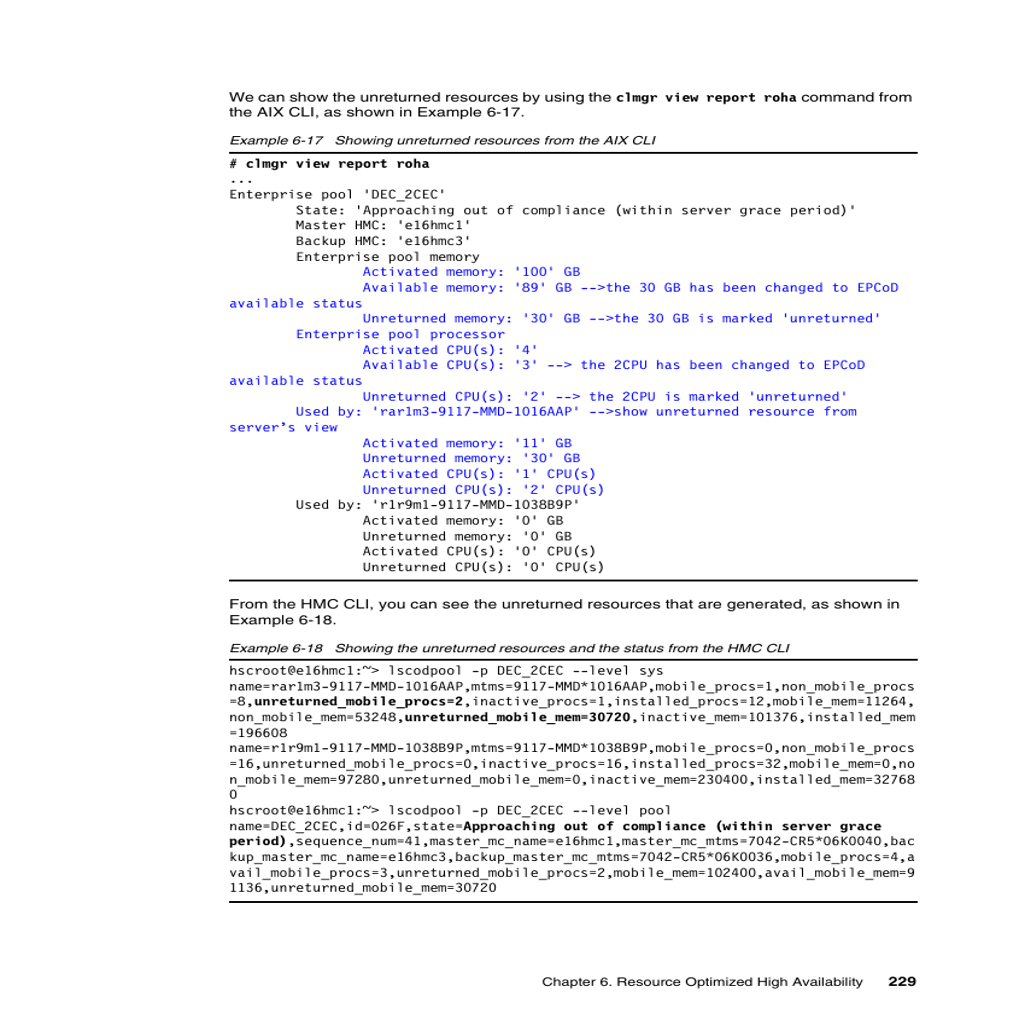 We can show the unreturned resources by using the clmgr view report roha command from
the AIX CLI, as shown in Example 6-17.
Example 6-17   Showing unreturned resources from the AIX CLI
# clmgr view report roha
...
Enterprise pool 'DEC_2CEC'
        State: 'Approaching out of compliance (within server grace period)'
        Master HMC: 'e16hmc1'
        Backup HMC: 'e16hmc3'
        Enterprise pool memory
                Activated memory: '100' GB
                Available memory: '89' GB -->the 30 GB has been changed to EPCoD
available status
                Unreturned memory: '30' GB -->the 30 GB is marked 'unreturned'
        Enterprise pool processor
                Activated CPU(s): '4'
                Available CPU(s): '3' --> the 2CPU has been changed to EPCoD
available status
                Unreturned CPU(s): '2' --> the 2CPU is marked 'unreturned'
        Used by: 'rar1m3-9117-MMD-1016AAP' -->show unreturned resource from
server’s view
                Activated memory: '11' GB
                Unreturned memory: '30' GB
                Activated CPU(s): '1' CPU(s)
                Unreturned CPU(s): '2' CPU(s)
        Used by: 'r1r9m1-9117-MMD-1038B9P'
                Activated memory: '0' GB
                Unreturned memory: '0' GB
                Activated CPU(s): '0' CPU(s)
                Unreturned CPU(s): '0' CPU(s)
From the HMC CLI, you can see the unreturned resources that are generated, as shown in
Example 6-18.
Example 6-18   Showing the unreturned resources and the status from the HMC CLI
hscroot@e16hmc1:~> lscodpool -p DEC_2CEC --level sys
name=rar1m3-9117-MMD-1016AAP,mtms=9117-MMD*1016AAP,mobile_procs=1,non_mobile_procs
=8,unreturned_mobile_procs=2,inactive_procs=1,installed_procs=12,mobile_mem=11264,
non_mobile_mem=53248,unreturned_mobile_mem=30720,inactive_mem=101376,installed_mem
=196608
name=r1r9m1-9117-MMD-1038B9P,mtms=9117-MMD*1038B9P,mobile_procs=0,non_mobile_procs
=16,unreturned_mobile_procs=0,inactive_procs=16,installed_procs=32,mobile_mem=0,no
n_mobile_mem=97280,unreturned_mobile_mem=0,inactive_mem=230400,installed_mem=32768
0
hscroot@e16hmc1:~> lscodpool -p DEC_2CEC --level pool
name=DEC_2CEC,id=026F,state=Approaching out of compliance (within server grace
period),sequence_num=41,master_mc_name=e16hmc1,master_mc_mtms=7042-CR5*06K0040,bac
kup_master_mc_name=e16hmc3,backup_master_mc_mtms=7042-CR5*06K0036,mobile_procs=4,a
vail_mobile_procs=3,unreturned_mobile_procs=2,mobile_mem=102400,avail_mobile_mem=9
1136,unreturned_mobile_mem=30720
Chapter 6. Resource Optimized High Availability   229